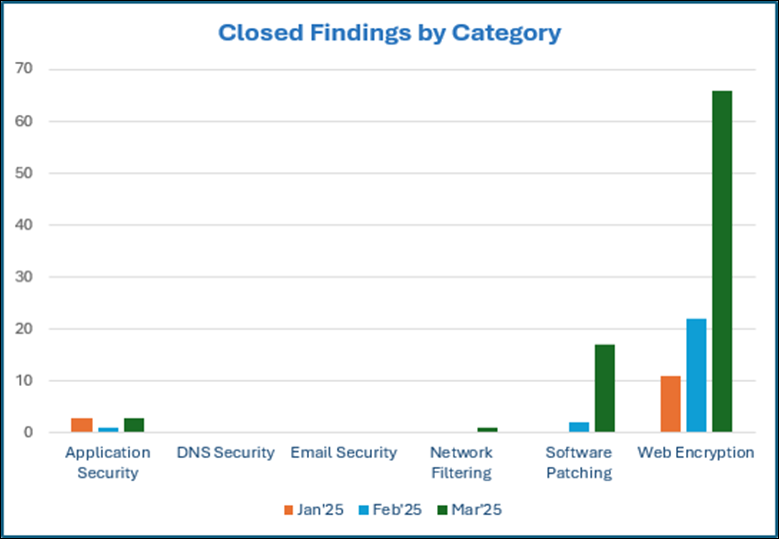 Closed Findings by Category
70
60
50
40
30
20
10
0
Application Security
DNS Security
Email Security
Network Filtering
Software Patching
Web Encryption
Jan'25 Feb'25 Mar'25